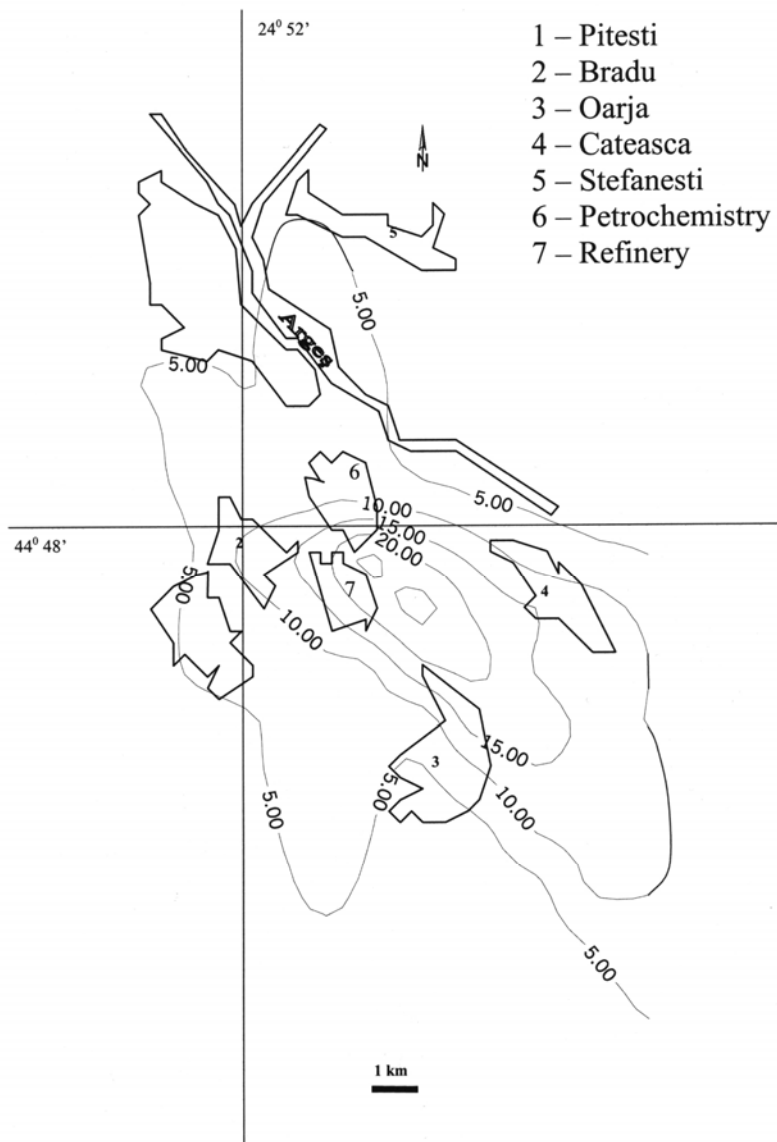 24⁰ 52’
1 – Pitesti
2 – Bradu
3 – Oarja
4 – Cateasca
5 – Stefanesti
6 – Petrochemistry
7 – Refinery
N
5
5.00
Argeş
5.00
6
5.00
10.00
15.00
20.00
44⁰ 48’
2
5.00
7
4
10.00
15.00
3
5.00
5.00
10.00
5.00
1 km